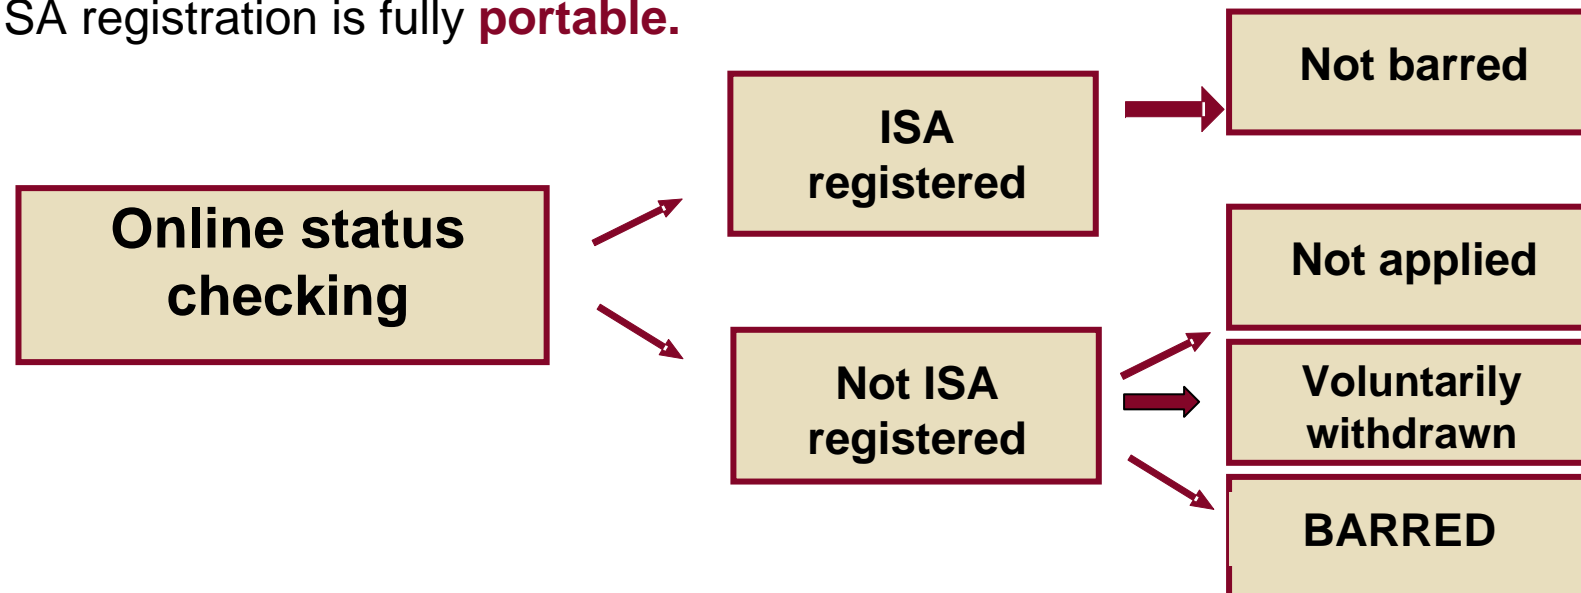 SA registration is fully portable.
Not barred
ISA
registered
Online status
checking
Not applied
Not ISA
registered
Voluntarily
withdrawn
BARRED